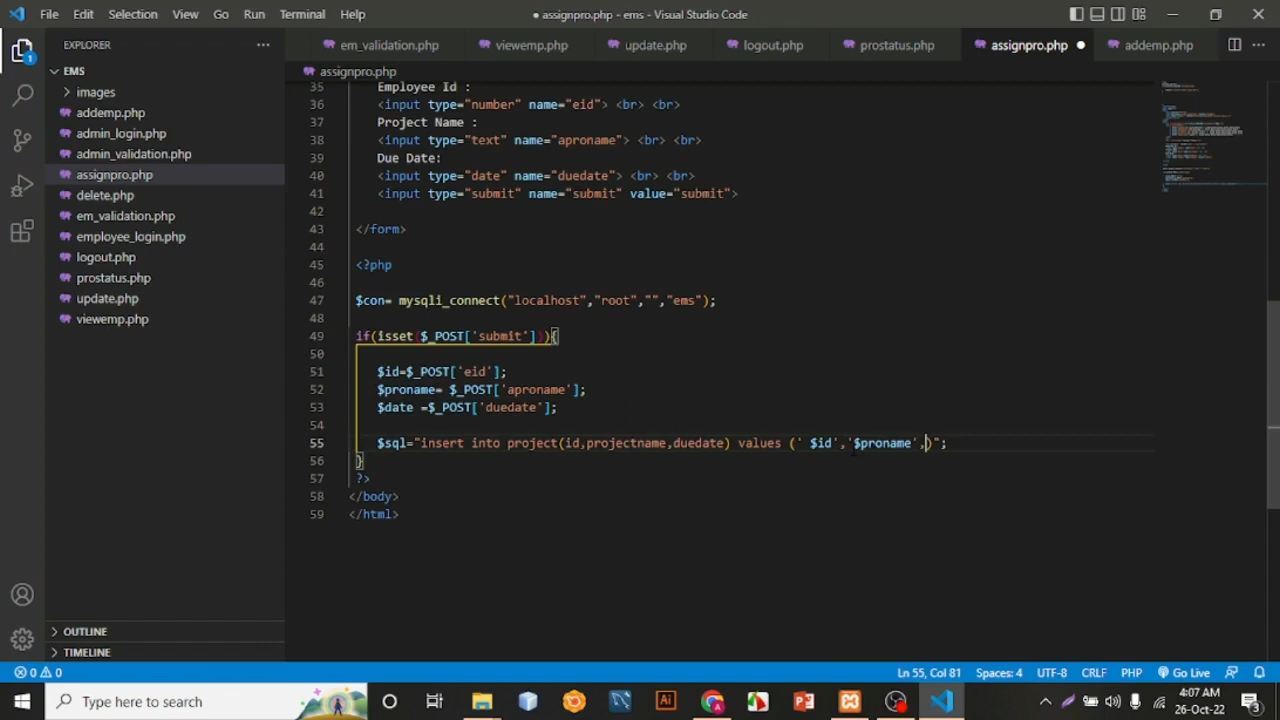 File Edit Selection View Go Run Terminal Help
● assignpro.php - ems - Visual Studio Code
EXPLORER
em_validation.php viewemp.php update.php logout.php prostatus.php assignpro.php addemp.php
EMS
assignpro.php
images
addemp.php
admin_login.php
admin_validation.php
assignpro.php
delete.php
em_validation.php
employee_login.php
logout.php
prostatus.php
update.php
viewemp.php
OUTLINE
TIMELINE
35 Employee Id :
36 <input type="number" name="eid"> <br> <br>
37 Project Name :
38 <input type="text" name="aproname"> <br> <br>
39 Due Date:
40 <input type="date" name="duedate"> <br> <br>
41 <input type="submit" name="submit" value="submit">
42
43 </form>
44
45 <?php
46
47 $con= mysqli_connect("localhost","root","","ems");
48
49 if(isset($_POST['submit'])){
50
51 $id=$_POST['eid'];
52 $proname= $_POST['aproname'];
53 $date =$_POST['duedate'];
54
55 $sql="insert into project(id,projectname,duedate) values (' $id','$proname',)";
56 }
57 ?>
58 </body>
59 </html>
1
0 0
Ln 55, Col 81 Spaces: 4 UTF-8 CRLF PHP Go Live
Type here to search
Ai
4:07 AM
26-Oct-22
3